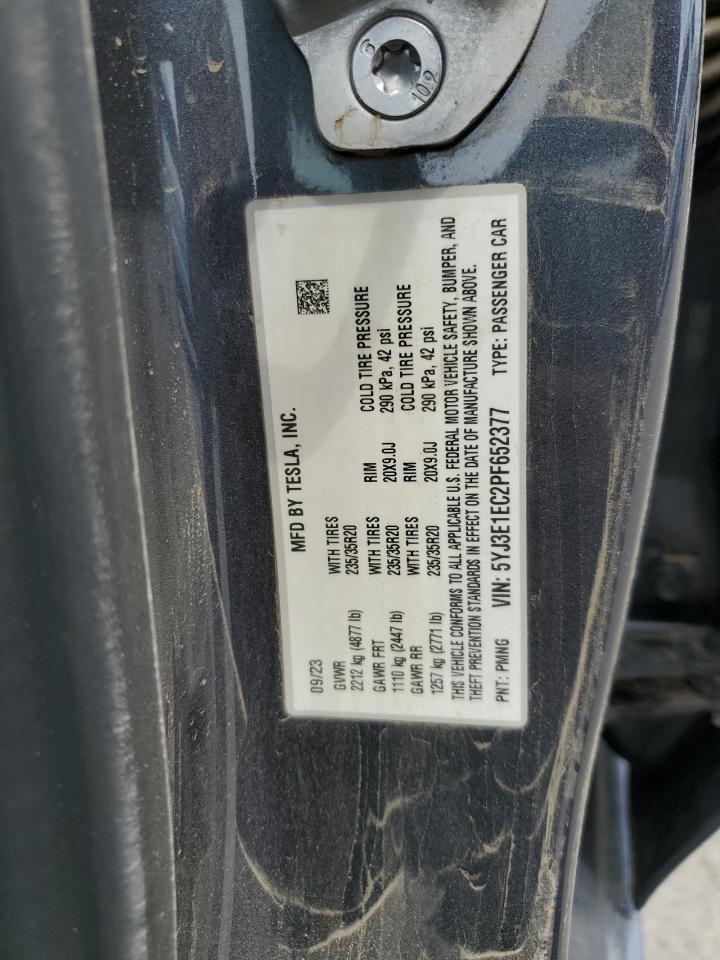 6
10.9
MFD BY TESLA, INC.
09/23
GVWR WITH TIRES
2212 kg (4877 lb) 235/35R20
GAWR FRT WITH TIRES RIM COLD TIRE PRESSURE
1110 kg (2447 lb) 235/35R20 20X9.0J 290 kPa, 42 psi
GAWR RR WITH TIRES RIM COLD TIRE PRESSURE
1257 kg (2771 lb) 235/35R20 20X9.0J 290 kPa, 42 psi
THIS VEHICLE CONFORMS TO ALL APPLICABLE U.S. FEDERAL MOTOR VEHICLE SAFETY, BUMPER, AND
THEFT PREVENTION STANDARDS IN EFFECT ON THE DATE OF MANUFACTURE SHOWN ABOVE.
PNT: PMNG VIN: 5YJ3E1EC2PF652377 TYPE: PASSENGER CAR